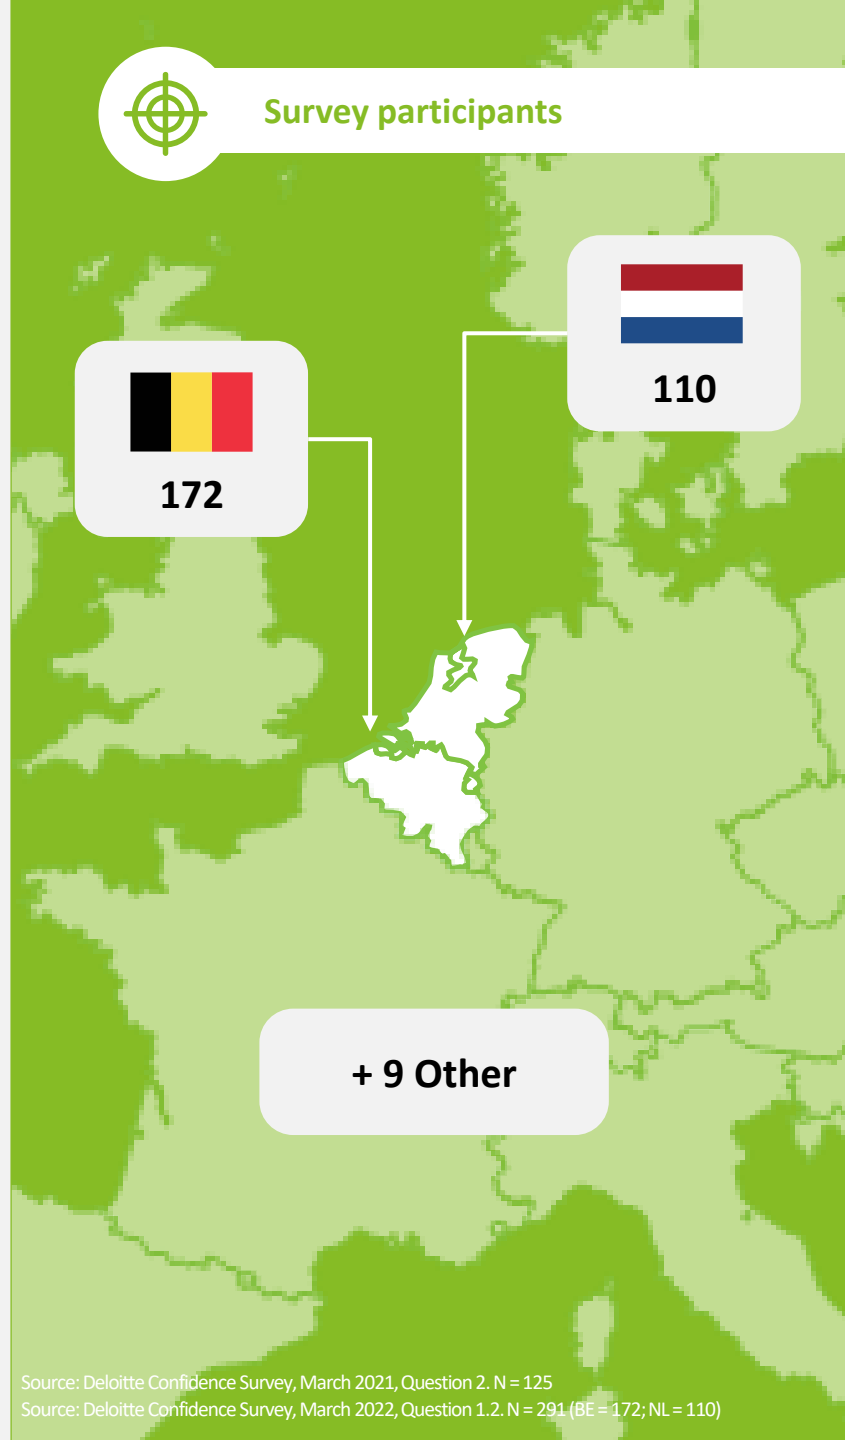 Survey participants
110
172
+ 9 Other
Source: Deloitte Confidence Survey, March 2021, Question 2. N = 125
Source: Deloitte Confidence Survey, March 2022, Question 1.2. N = 291 (BE = 172; NL = 110)